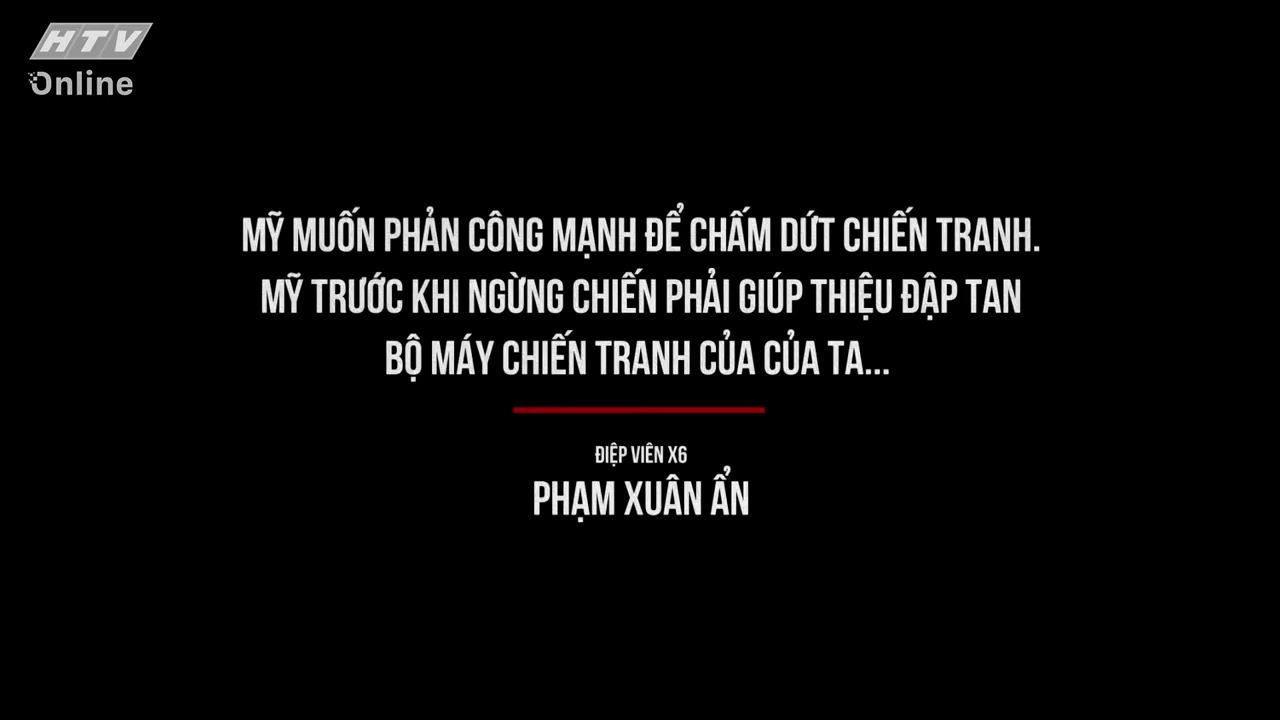 HTV
Online
MỸ MUỐN PHẢN CÔNG MẠNH ĐỂ CHẤM DỨT CHIẾN TRANH.
MỸ TRƯỚC KHI NGỪNG CHIẾN PHẢI GIÚP THIỆU ĐẬP TAN
BỘ MÁY CHIẾN TRANH CỦA CỦA TA...
ĐIỆP VIÊN X6
PHẠM XUÂN ẨN